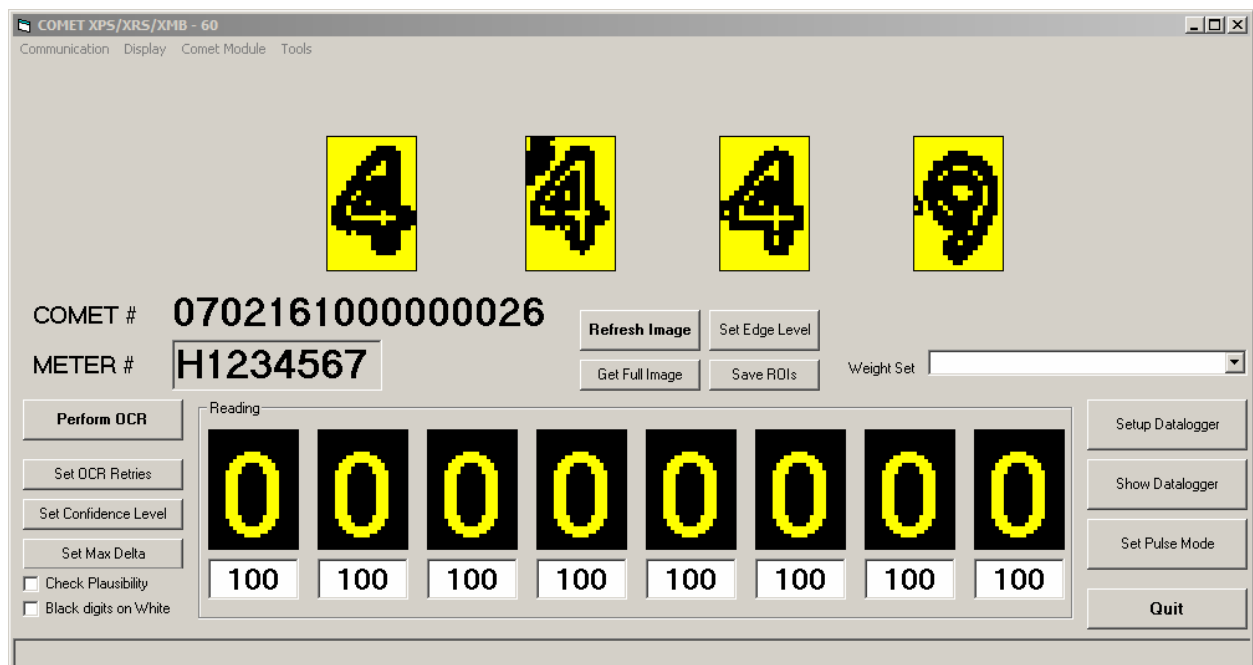 COMET XPS/XRS/XMB - 60
Communication Display Comet Module Tools
4 4 4 9
COMET # 0702161000000026
METER # H1234567
Refresh Image Set Edge Level
Get Full Image Save ROIs
Weight Set
Perform OCR
Set OCR Retries
Set Confidence Level
Set Max Delta
Check Plausibility
Black digits on White
Reading
0 0 0 0 0 0 0 0
100 100 100 100 100 100 100 100
Setup Datalogger
Show Datalogger
Set Pulse Mode
Quit